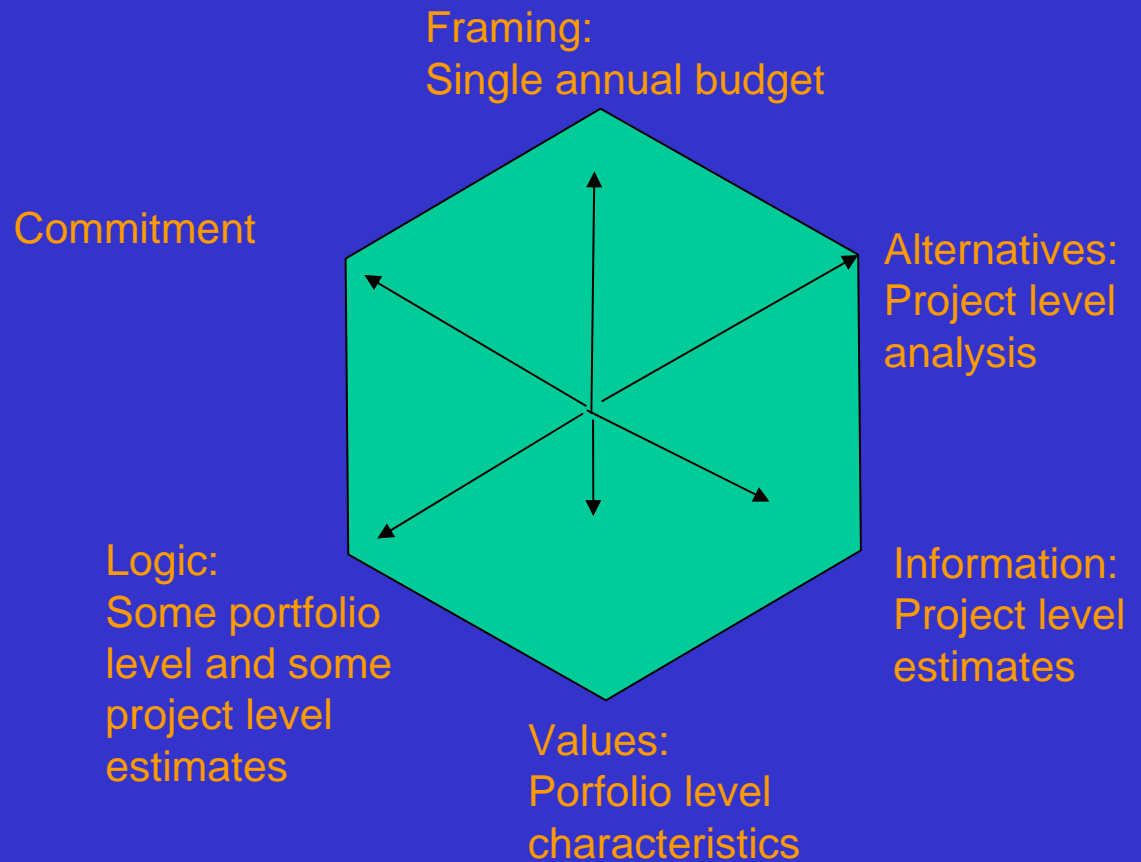 Framing:
Single annual budget
Commitment
Alternatives:
Project level
analysis
Logic:
Some portfolio
level and some
project level
estimates
Information:
Project level
estimates
Values:
Porfolio level
characteristics